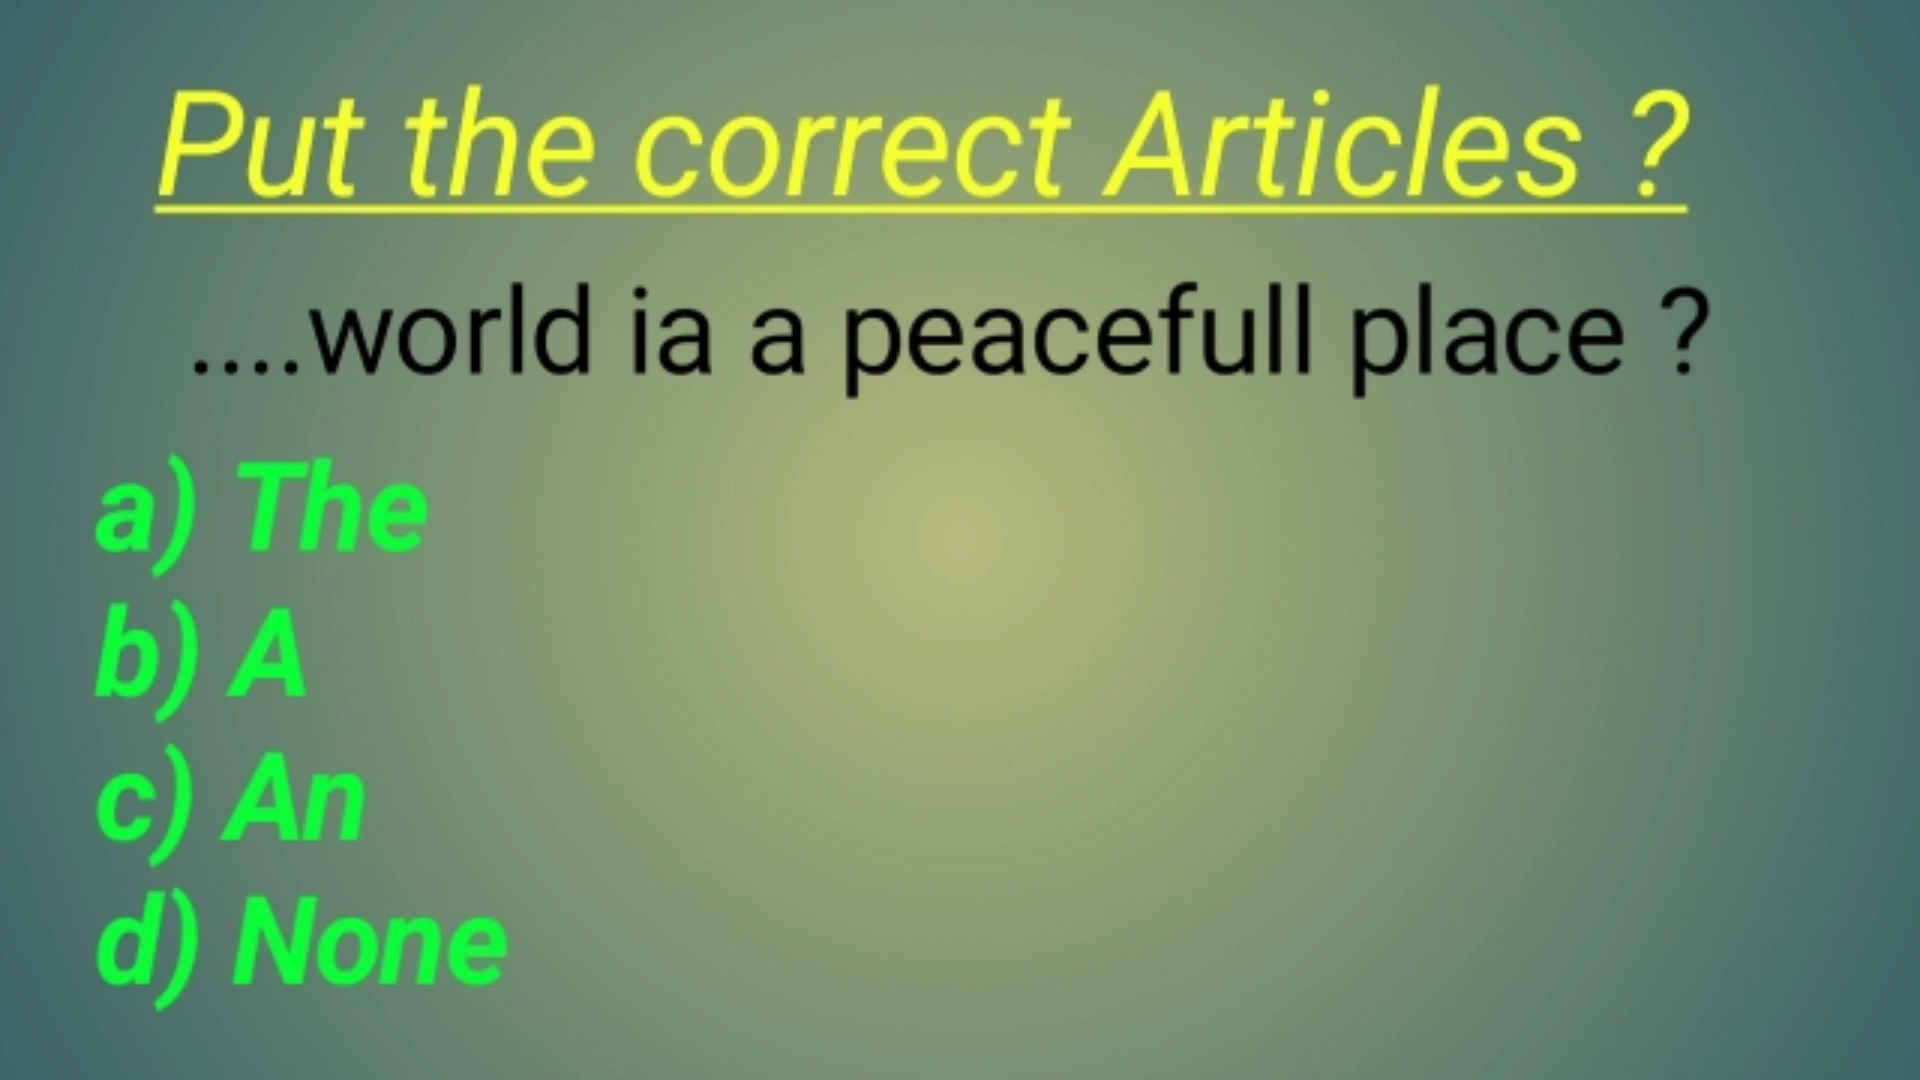 Put the correct Articles ?
....world ia a peacefull place ?
a) The
b) A
c) An
d) None